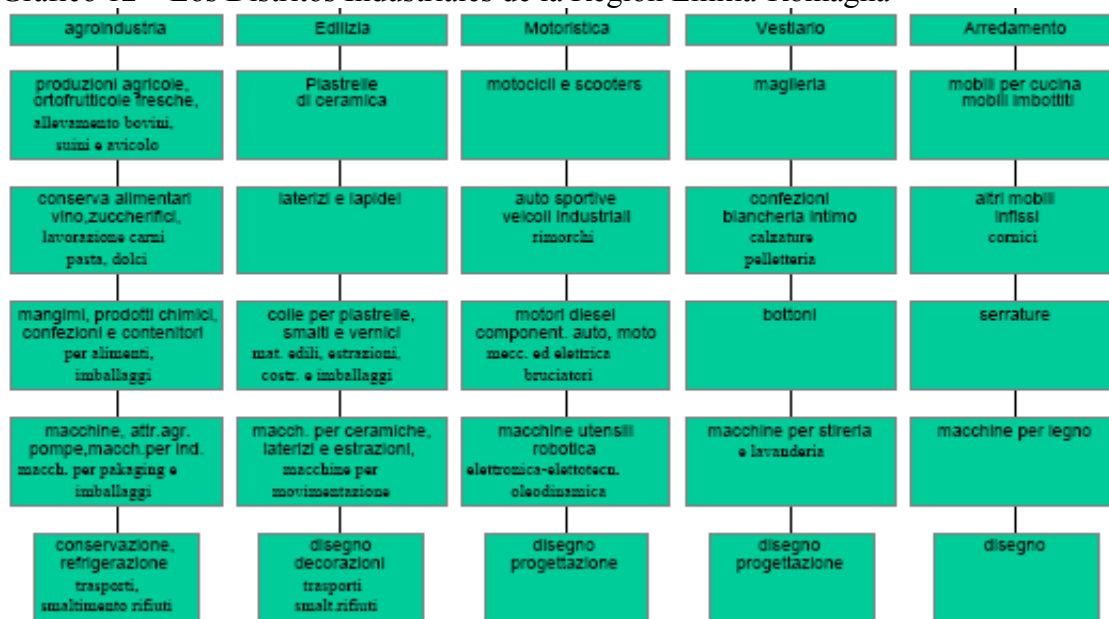 Gráfico 12 – Los Distritos Industriales de la Región Emilia-Romagna
agroindustria
Edilizia
Motoristica
Vestiario
Arredamento
produzioni agricole,
ortofrutticole fresche,
allevamento bovini,
suini e avicolo
Piastrelle
di ceramica
motocicli e scooters
maglieria
mobili per cucina
mobili imbottiti
conserva alimentari
vino,zuccherifici,
lavorazione carni
pasta, dolci
laterizi e lapidei
auto sportive
veicoli industriali
rimorchi
confezioni
biancheria intimo
calzature
pelletteria
altri mobili
infissi
cornici
mangimi, prodotti chimici,
confezioni e contenitori
per alimenti,
imballaggi
colle per piastrelle,
smalti e vernici
mat. edili, estrazioni,
costr. e imballaggi
motori diesel
component. auto, moto
mecc. ed elettrica
bruciatori
bottoni
serrature
macchine, attr.agr.
pompe,macch.per ind.
macch. per pakaging e
imballaggi
macch. per ceramiche,
laterizi e estrazioni,
macchine per
movimentazione
macchine utensili
robotica
elettronica-elettotecn.
oleodinamica
macchine per stireria
e lavanderia
macchine per legno
conservazione,
refrigerazione
trasporti,
smaltimento rifiuti
disegno
decorazioni
trasporti
smalt.rifiuti
disegno
progettazione
disegno
progettazione
disegno